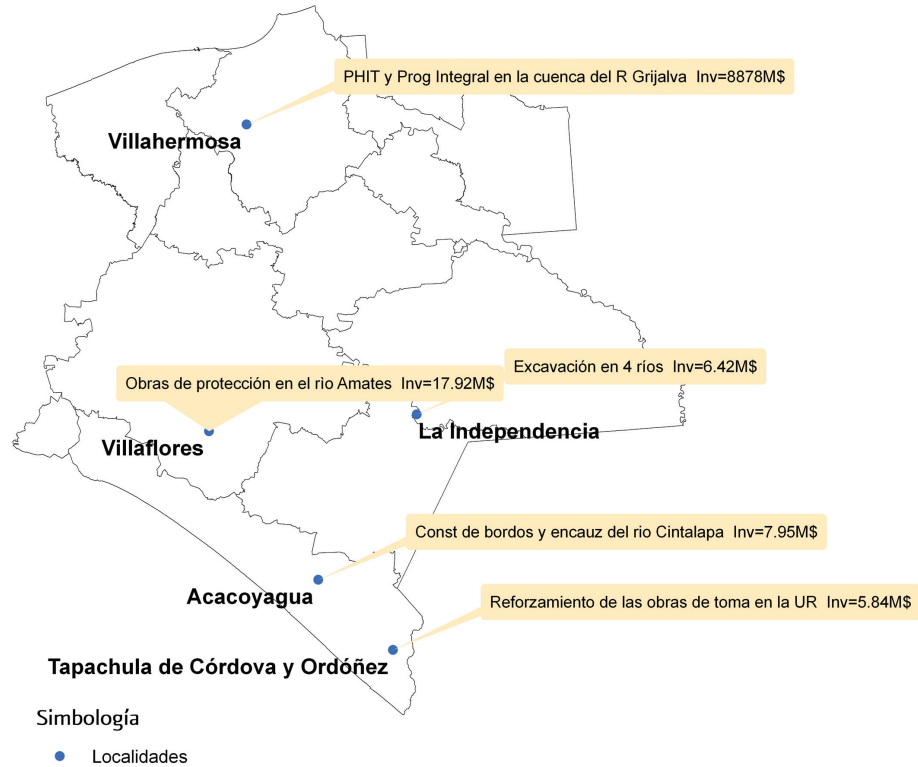 PHIT y Prog Integral en la cuenca del R Grijalva Inv=8878M$
Villahermosa
Excavación en 4 ríos Inv=6.42M$
Obras de protección en el rìo Amates Inv=17.92M$
La Independencia
Villaflores
Const de bordos y encauz del rio Cintalapa Inv=7.95M$
Acacoyagua
Reforzamiento de las obras de toma en la UR Inv=5.84M$
Tapachula de Córdova y Ordóñez
Simbología
Localidades